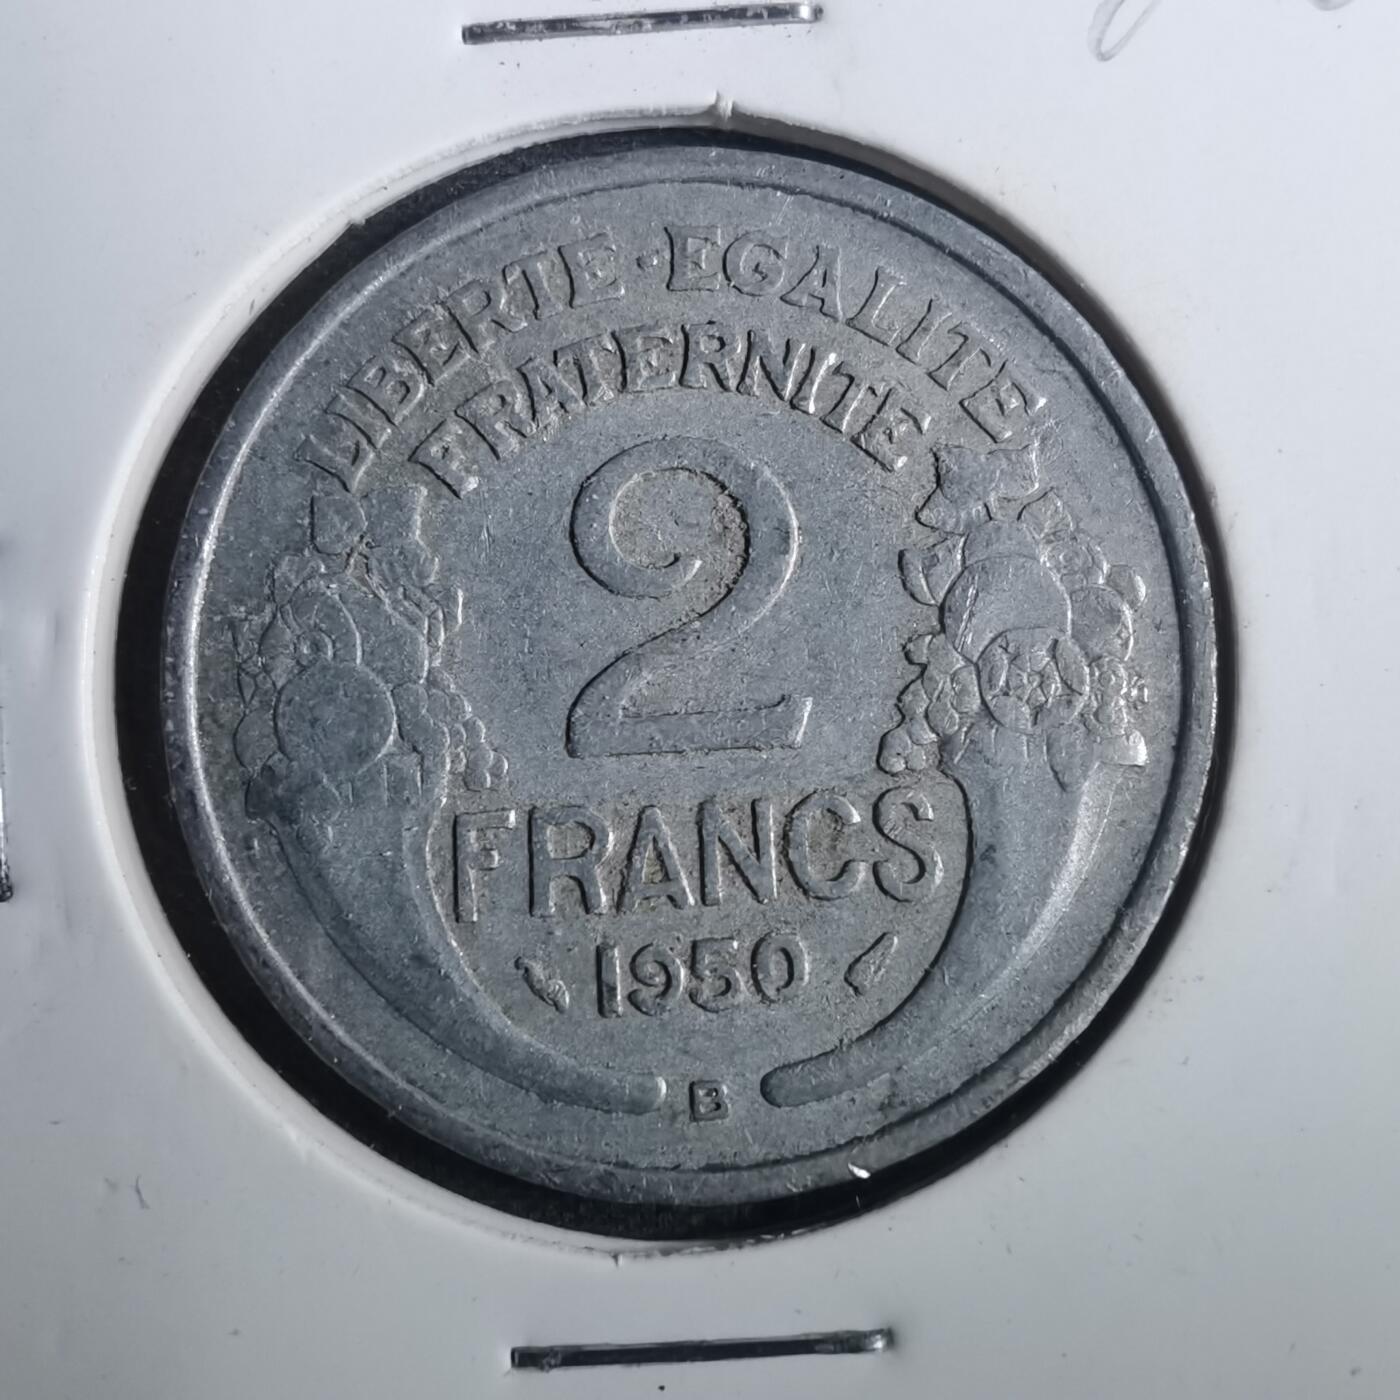 LIBERTE·EGALITE
FRATERNITE
2
FRANCS
1950
B